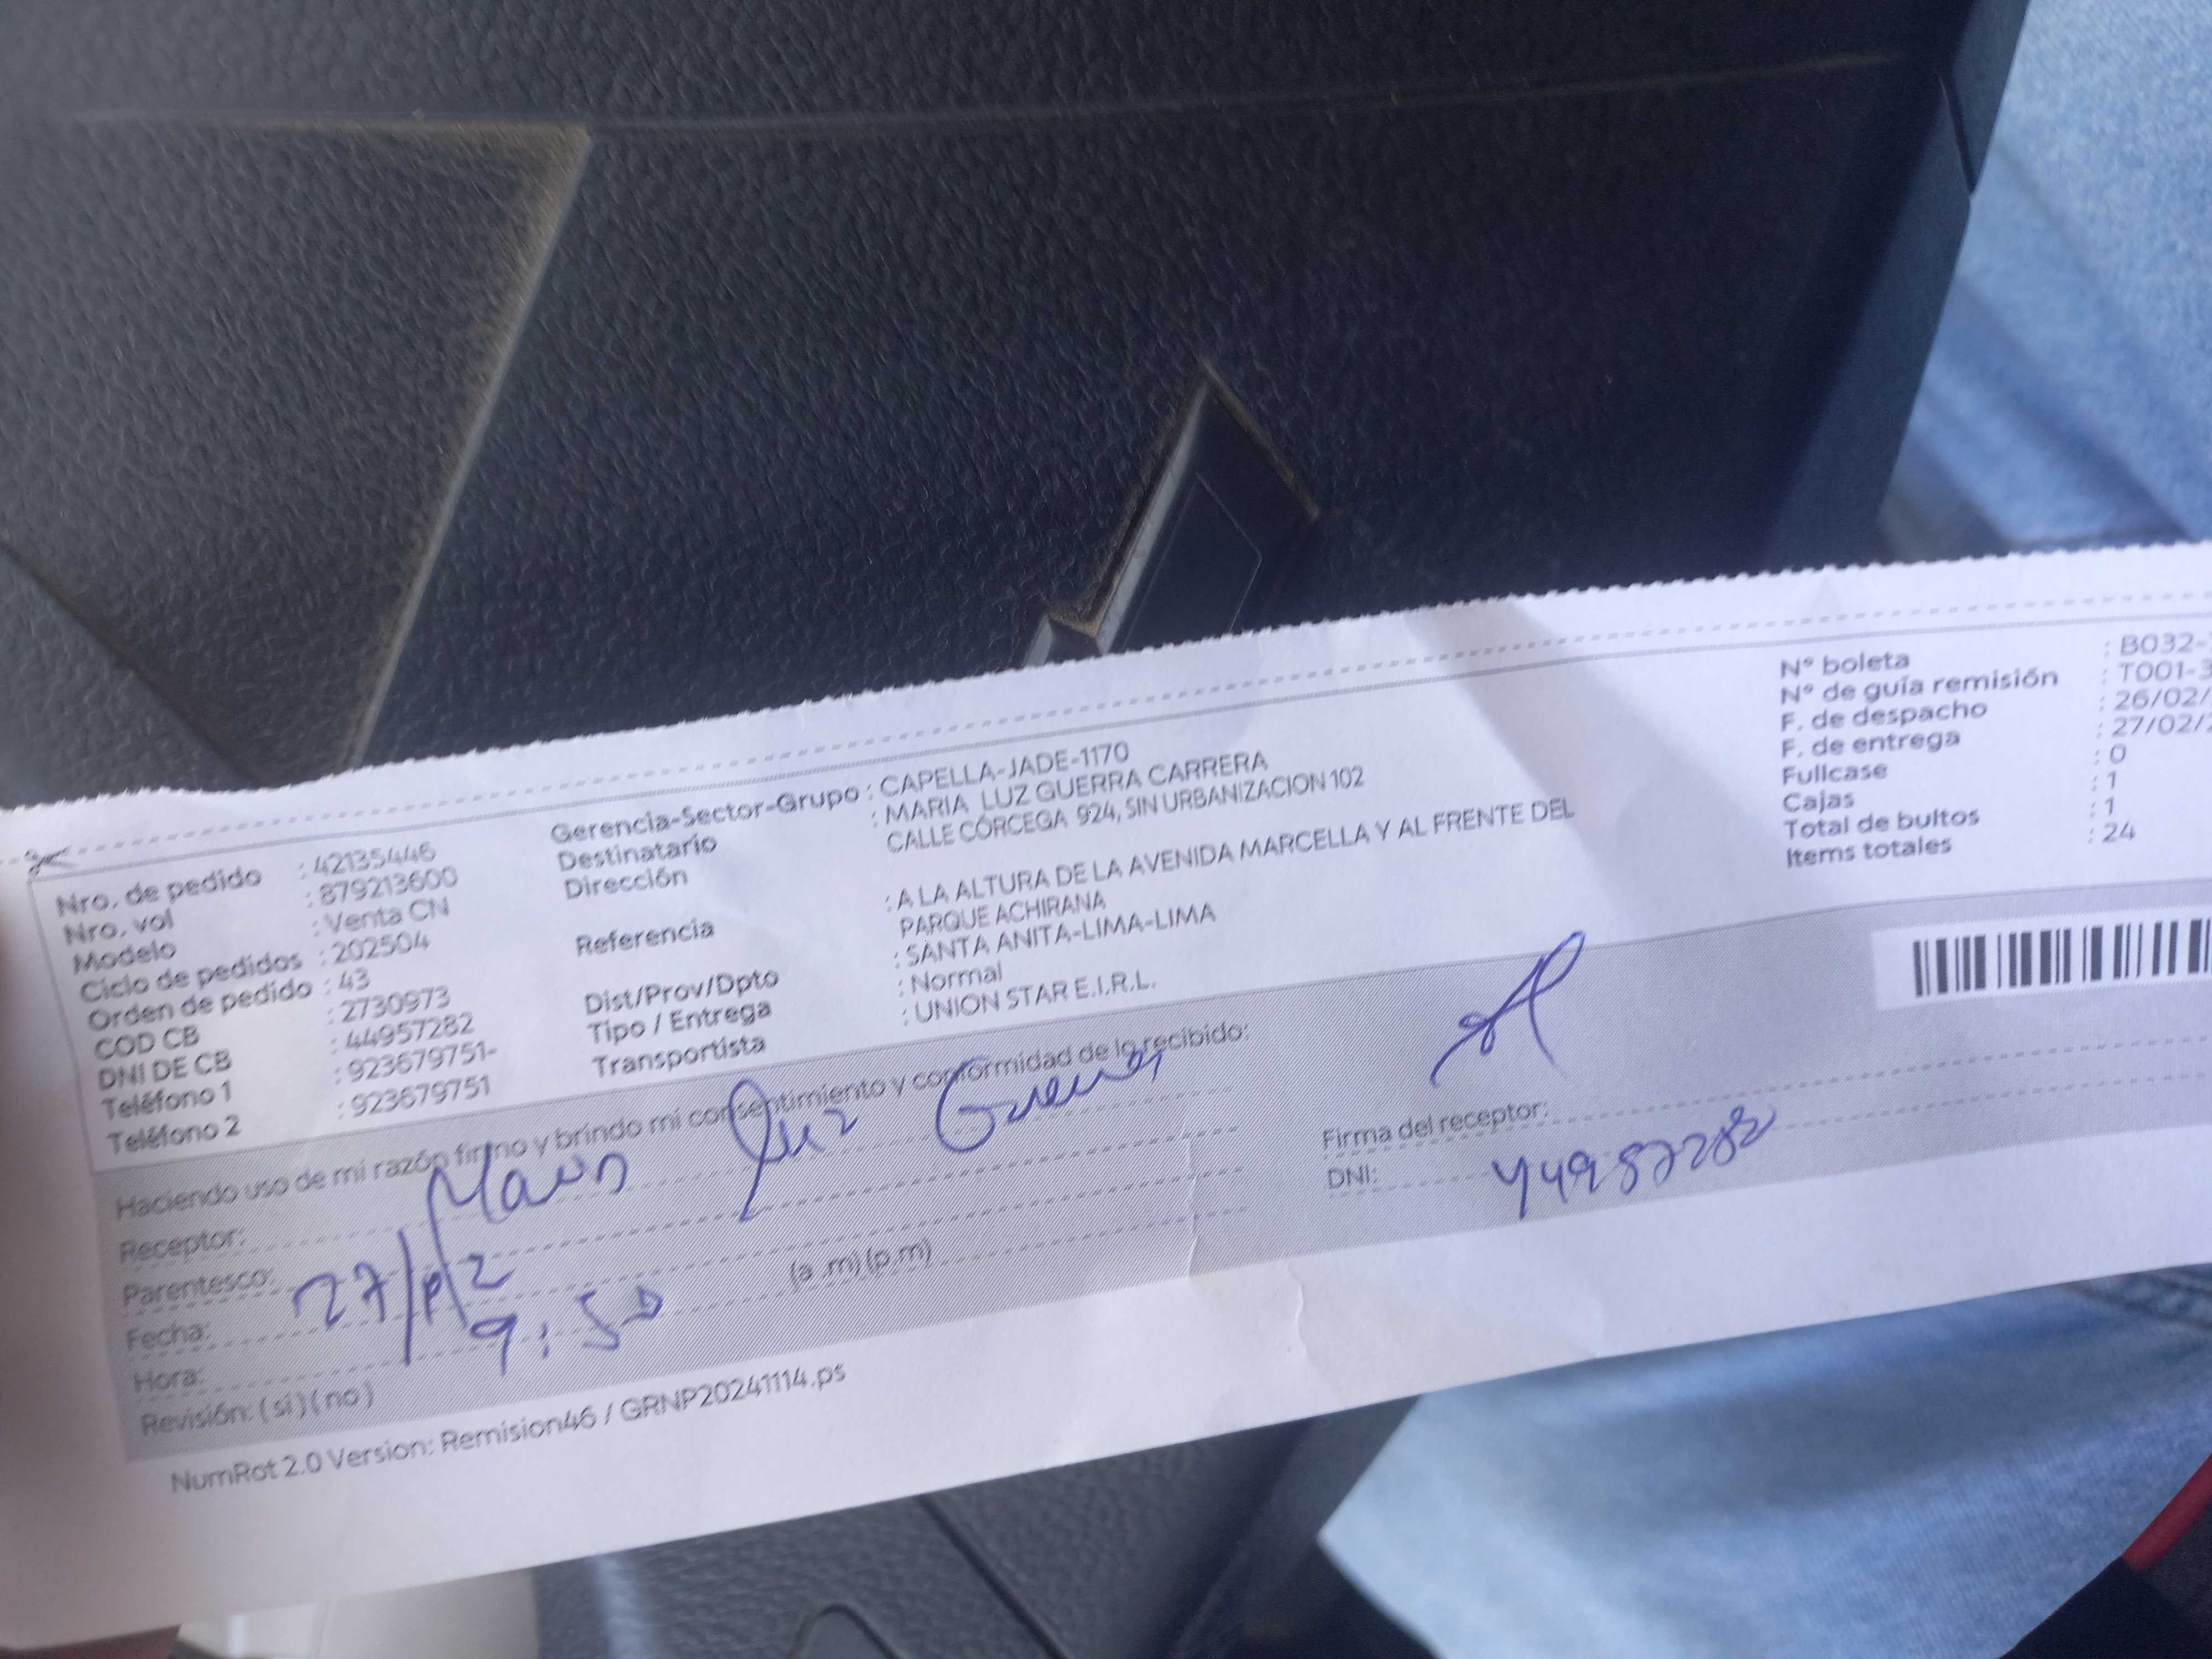 Nro. de pedido : 42135446
Nro. vol : 879213600
Modelo : Venta CN
Ciclo de pedidos : 202504
Orden de pedido : 43
COD CB : 2730973
DNI DE CB : 44957282
Teléfono 1 : 923679751-
Teléfono 2 : 923679751
Gerencia-Sector-Grupo : CAPELLA-JADE-1170
Destinatario : MARIA LUZ GUERRA CARRERA
Dirección CALLE CÓRCEGA 924, SIN URBANIZACION 102
Referencia : A LA ALTURA DE LA AVENIDA MARCELLA Y AL FRENTE DEL
PARQUE ACHIRANA
Dist/Prov/Dpto : SANTA ANITA-LIMA-LIMA
Tipo / Entrega : Normal
Transportista : UNION STAR E.I.R.L.
N° boleta : B032-
N° de guía remisión : T001-3
F. de despacho : 26/02/
F. de entrega : 27/02/
Fullcase : 0
Cajas : 1
Total de bultos : 1
Items totales : 24
Haciendo uso de mi razón firmo y brindo mi consentimiento y conformidad de lo recibido:
Receptor: Luz
Parentesco:
Fecha: 27/
Hora: 9:50 (a .m) (p.m)
Revisión: ( si ) ( no )
Firma del receptor:
DNI:
NumRot 2.0 Version: Remision46 / GRNP20241114.ps